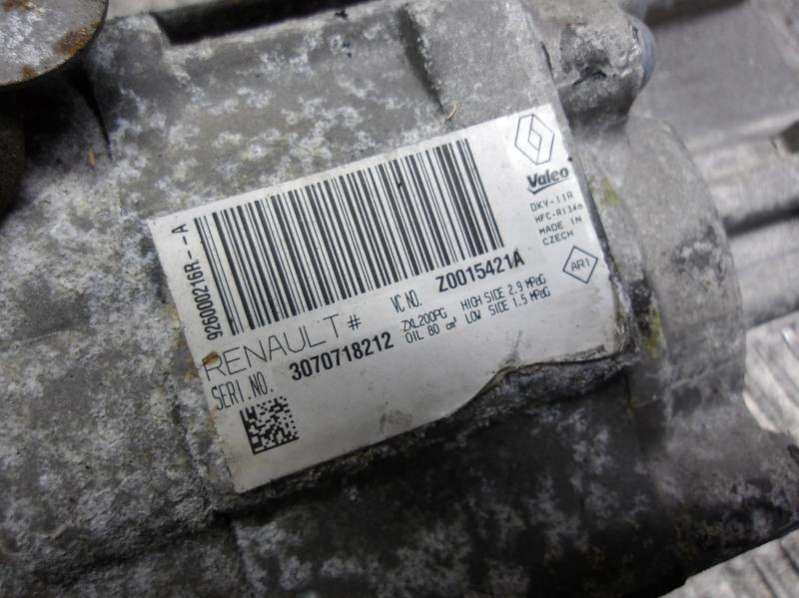 Valeo
DKV-11R
HFC-R134a
MADE IN
CZECH
AR1
926000216R--A
RENAULT#
VC NO. Z0015421A
ZXL200PG HIGH SIDE 2.9 MPaG
OIL 80 cm³ LOW SIDE 1.5 MPaG
SERI.NO. 3070718212